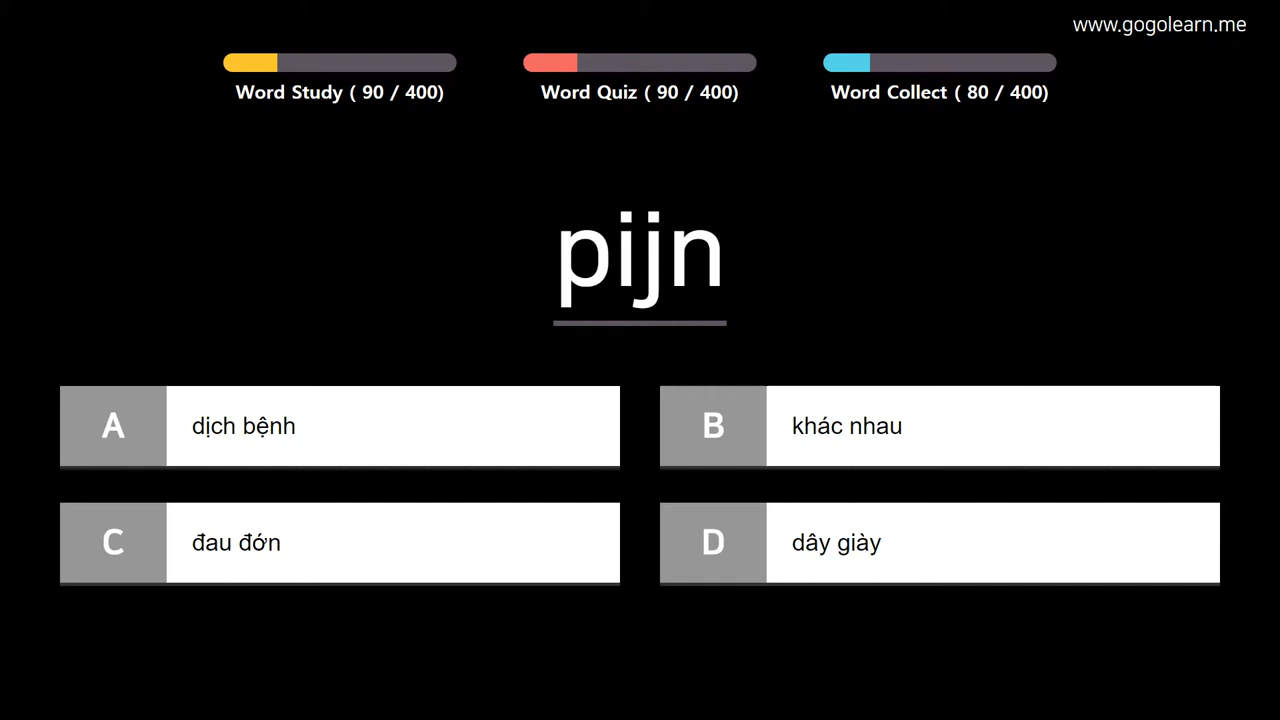 www.gogolearn.me
Word Study ( 90 / 400)
Word Quiz ( 90 / 400)
Word Collect ( 80 / 400)
pijn
A dịch bệnh
B khác nhau
C đau đớn
D dây giày